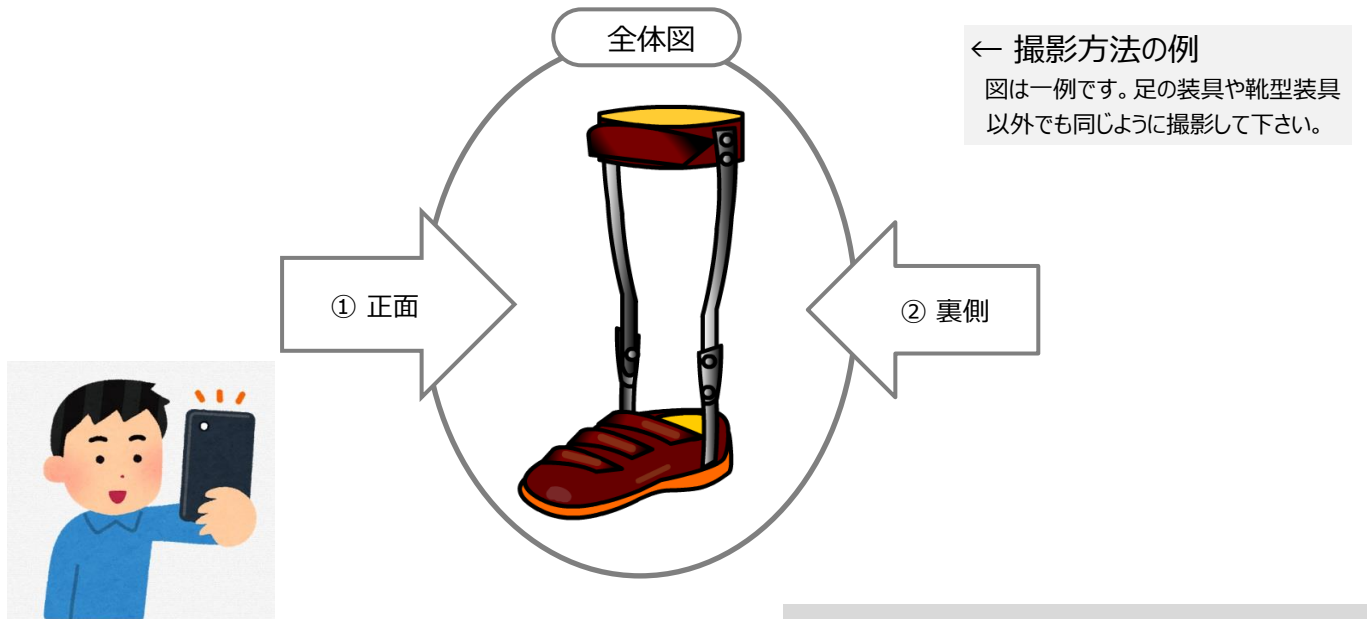 全体図
← 撮影方法の例
図は一例です。足の装具や靴型装具
以外でも同じように撮影して下さい。
① 正面
② 裏側